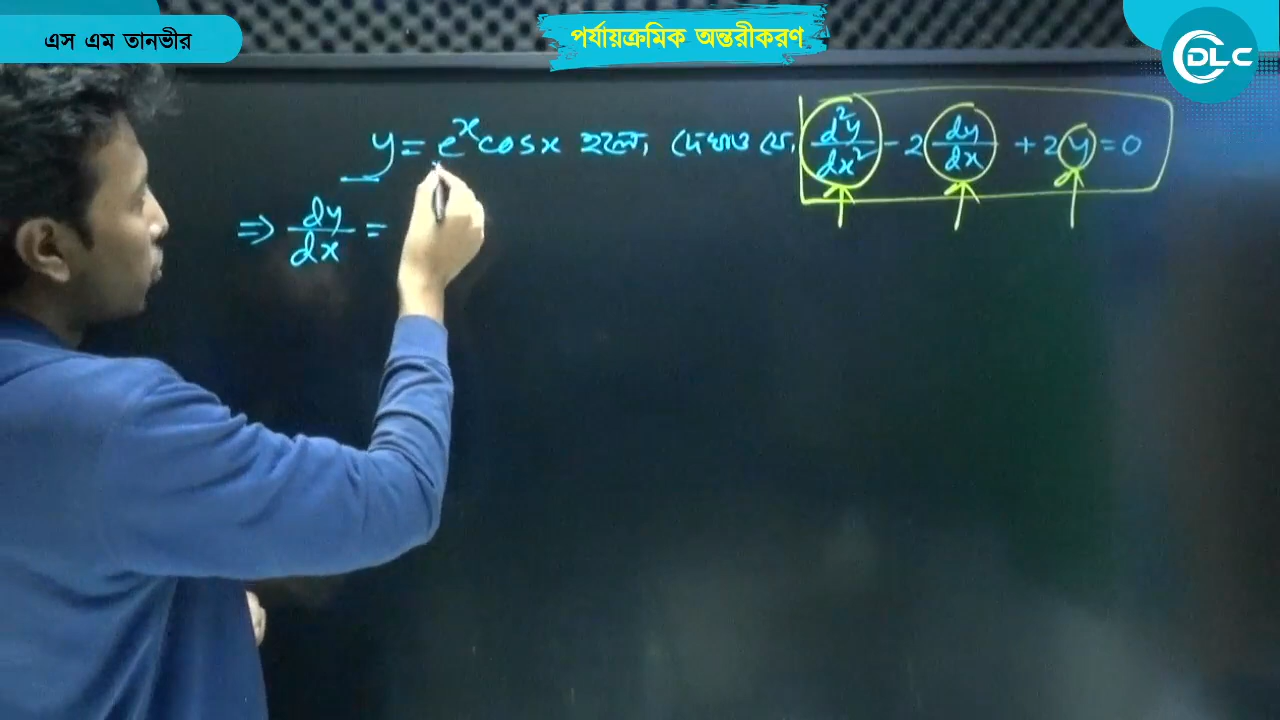 এস এম তানভীর
পর্যায়ক্রমিক অন্তরীকরণ
DLC
y = e^x cosx হলে, দেখাও যে, d²y/dx² - 2 dy/dx + 2y = 0
⇒ dy/dx =